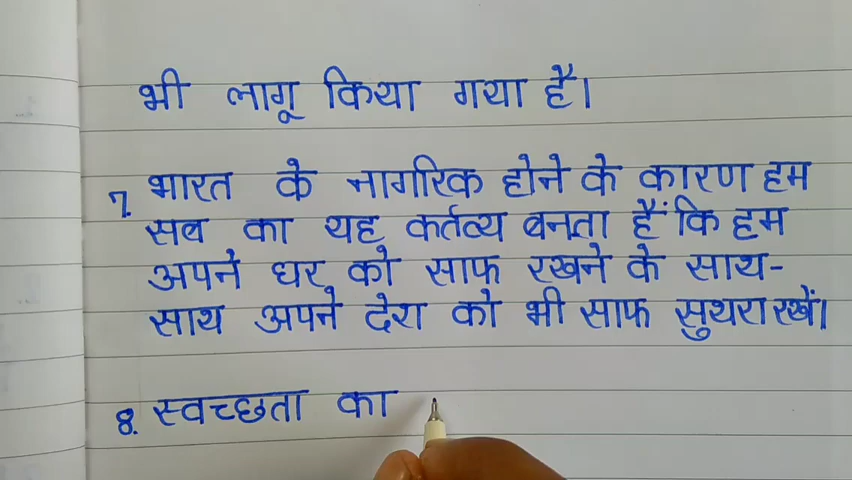 भी लागू किया गया है।
7. भारत के नागरिक होने के कारण हम
सब का यह कर्तव्य बनता हैं कि हम
अपने घर को साफ रखने के साथ-
साथ अपने देश को भी साफ सुथरा रखें।
8. स्वच्छता का